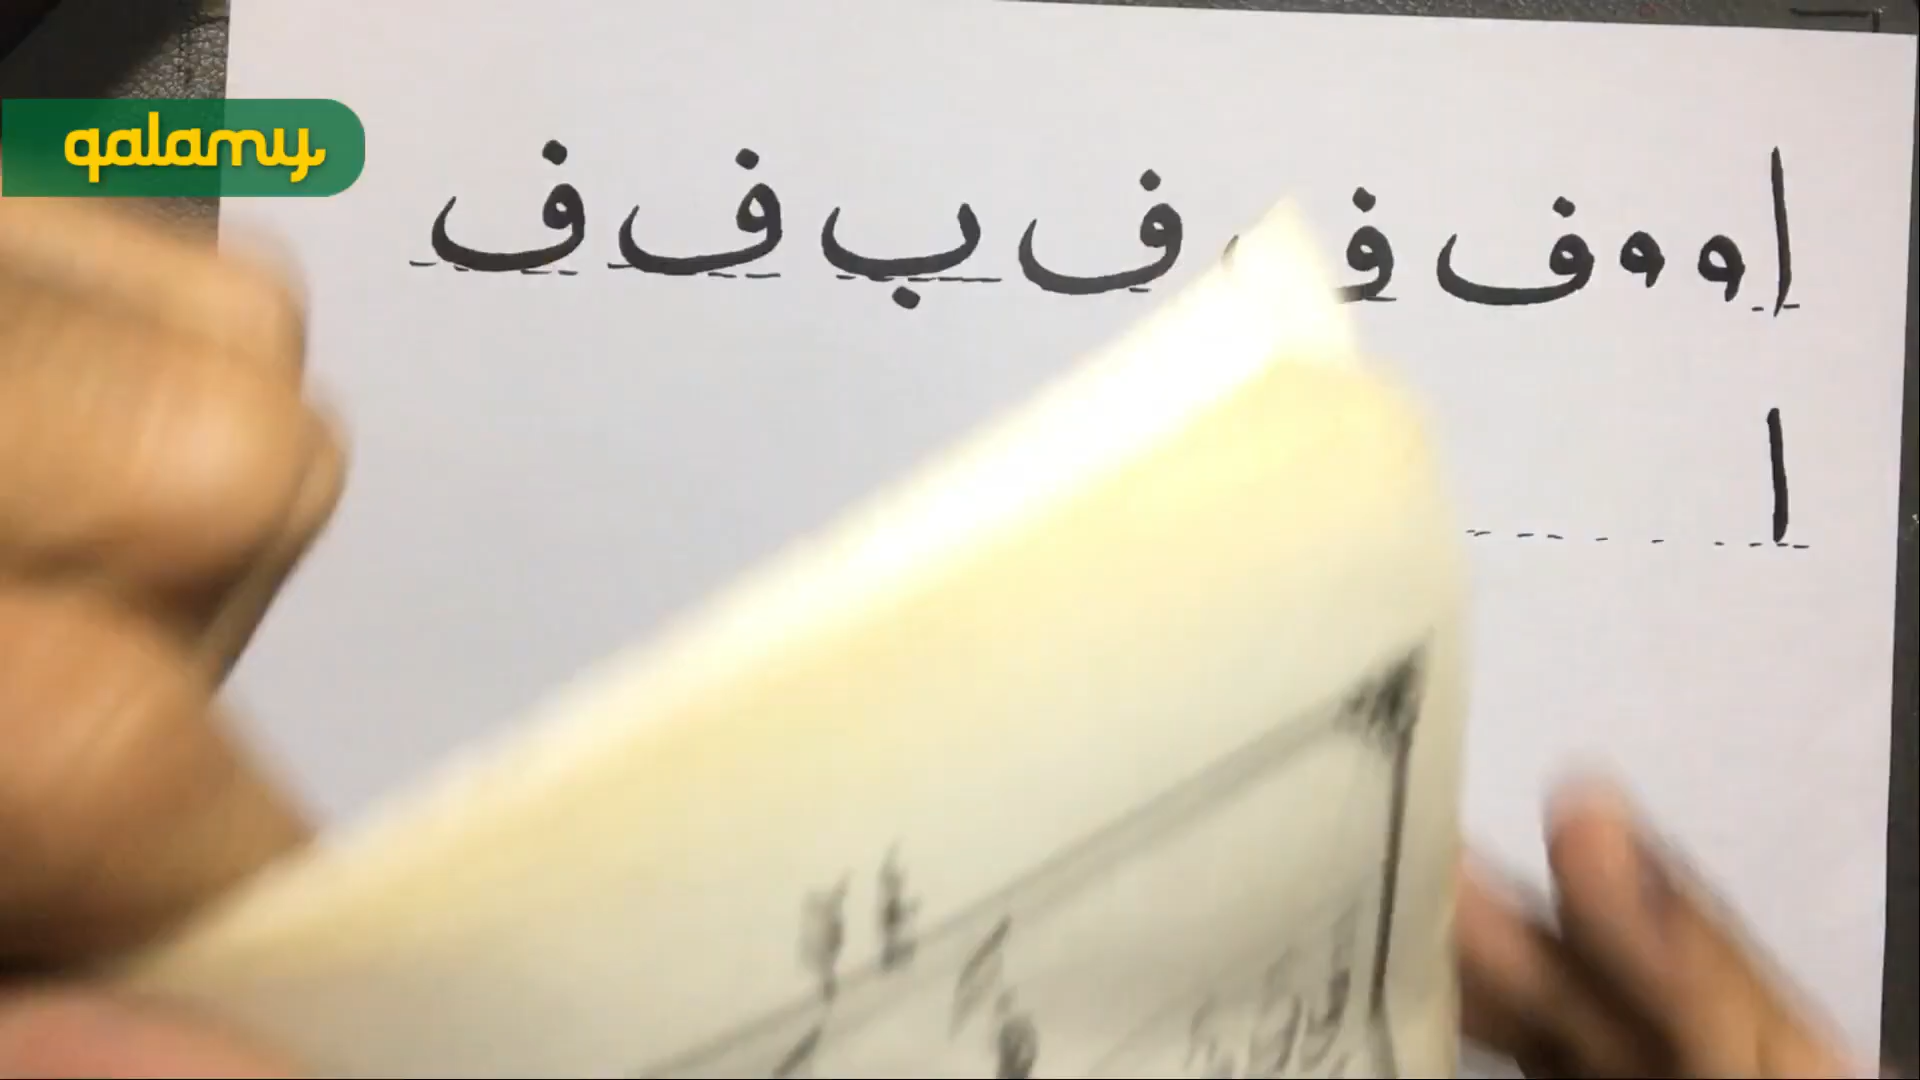 qalamy
ا و و ف ف ف ب ف ف
ا